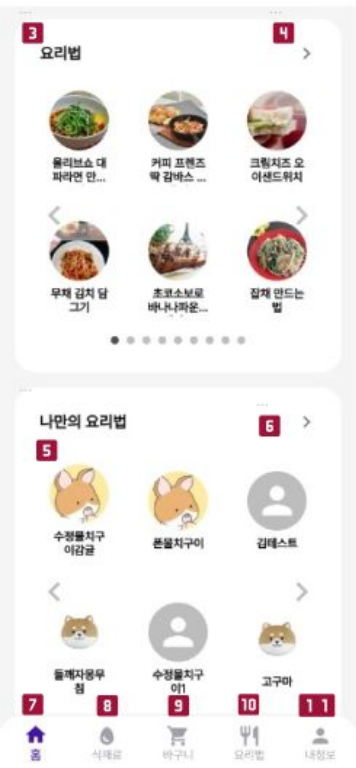 3
4
요리법
올리브쇼 대
파라면 만...
커피 프렌즈
딱 감바스 ...
크림치즈 오
이샌드위치
무채 김치 담
그기
초코소보로
바나나파운...
잡채 만드는
법
나만의 요리법
6
5
수정물치구
이감귤
폰물치구이
김테스트
들깨자몽무
침
수정물치구
이1
고구마
7
8
9
10
11
홈
식재료
바구니
요리법
내정보